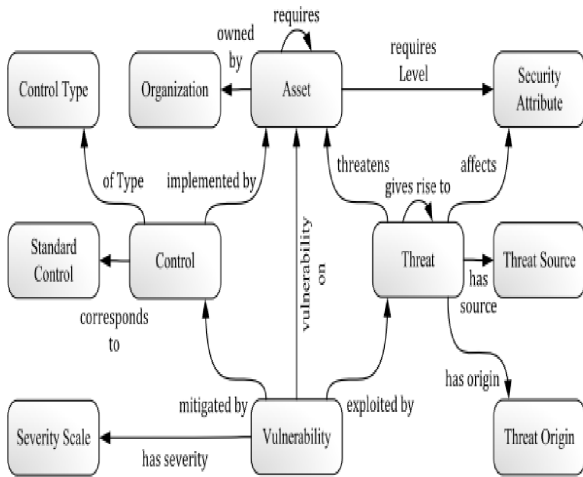 requires
owned
by
requires
Level
Control Type
Organization
Asset
Security
Attribute
of Type
implemented by
threatens
affects
gives rise to
Standard
Control
Control
vulnerability
on
Threat
has
source
Threat Source
corresponds
to
mitigated by
exploited by
has origin
Severity Scale
has severity
Vulnerability
Threat Origin